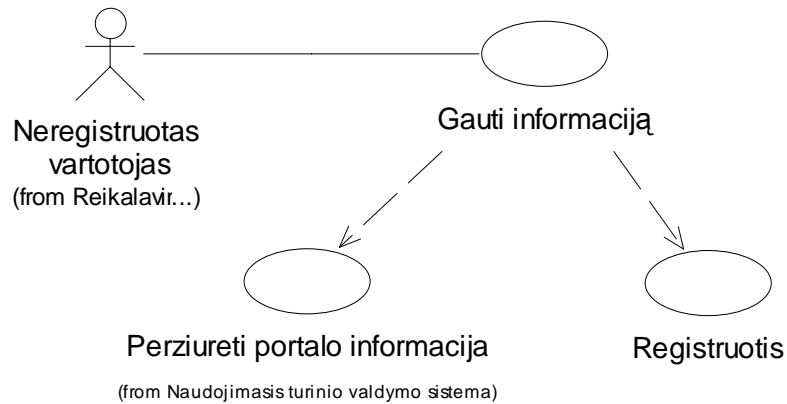 Neregistruotas
vartotojas
(from Reikalavir...)
Gauti informaciją
Perziureti portalo informacija
(from Naudojimasis turinio valdymo sistema)
Registruotis